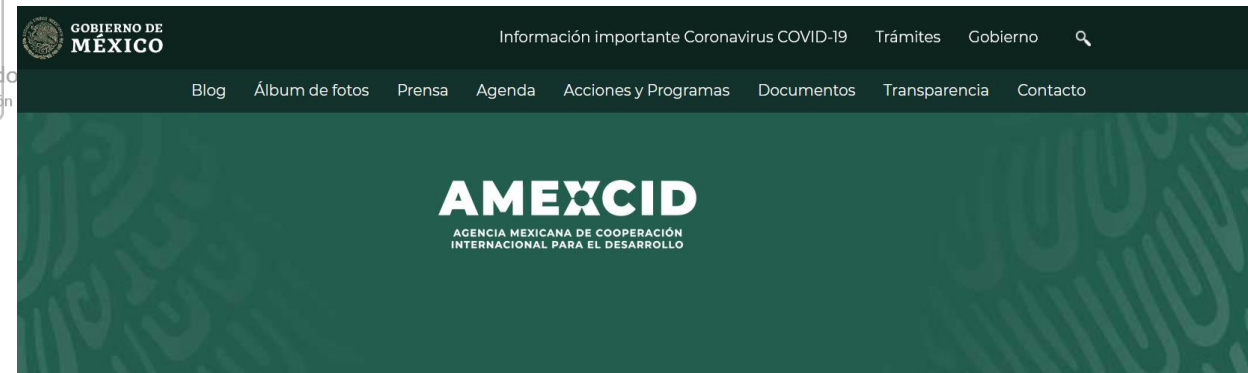 GOBIERNO DE
MÉXICO
Información importante Coronavirus COVID-19 Trámites Gobierno
Blog Álbum de fotos Prensa Agenda Acciones y Programas Documentos Transparencia Contacto
AMEXCID
AGENCIA MEXICANA DE COOPERACIÓN
INTERNACIONAL PARA EL DESARROLLO